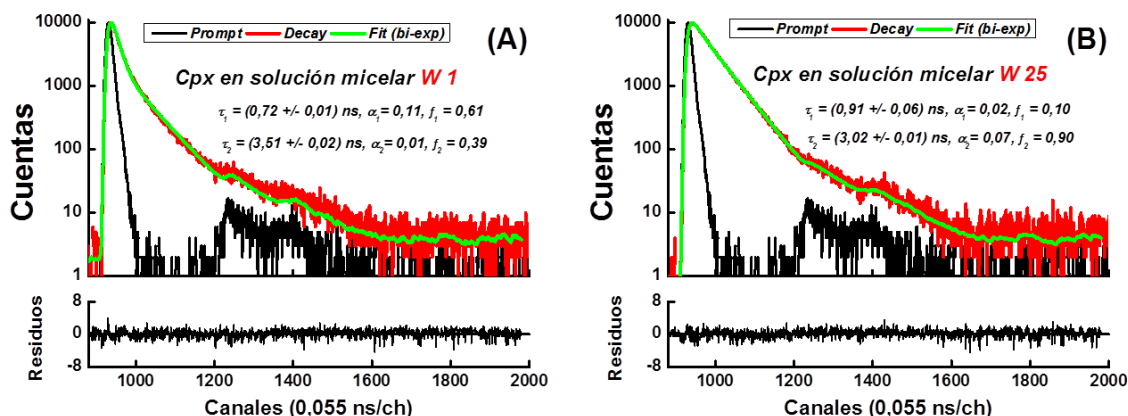 (A)
Prompt Decay Fit (bi-exp)
Cpx en solución micelar W 1
τ1 = (0,72 +/- 0,01) ns, α1= 0,11, f1 = 0,61
τ2 = (3,51 +/- 0,02) ns, α2= 0,01, f2 = 0,39
Cuentas
10000
1000
100
10
1
Residuos
8
0
-8
1000 1200 1400 1600 1800 2000
Canales (0,055 ns/ch)
(B)
Prompt Decay Fit (bi-exp)
Cpx en solución micelar W 25
τ1 = (0,91 +/- 0,06) ns, α1= 0,02, f1 = 0,10
τ2 = (3,02 +/- 0,01) ns, α2= 0,07, f2 = 0,90
Cuentas
10000
1000
100
10
1
Residuos
8
0
-8
1000 1200 1400 1600 1800 2000
Canales (0,055 ns/ch)